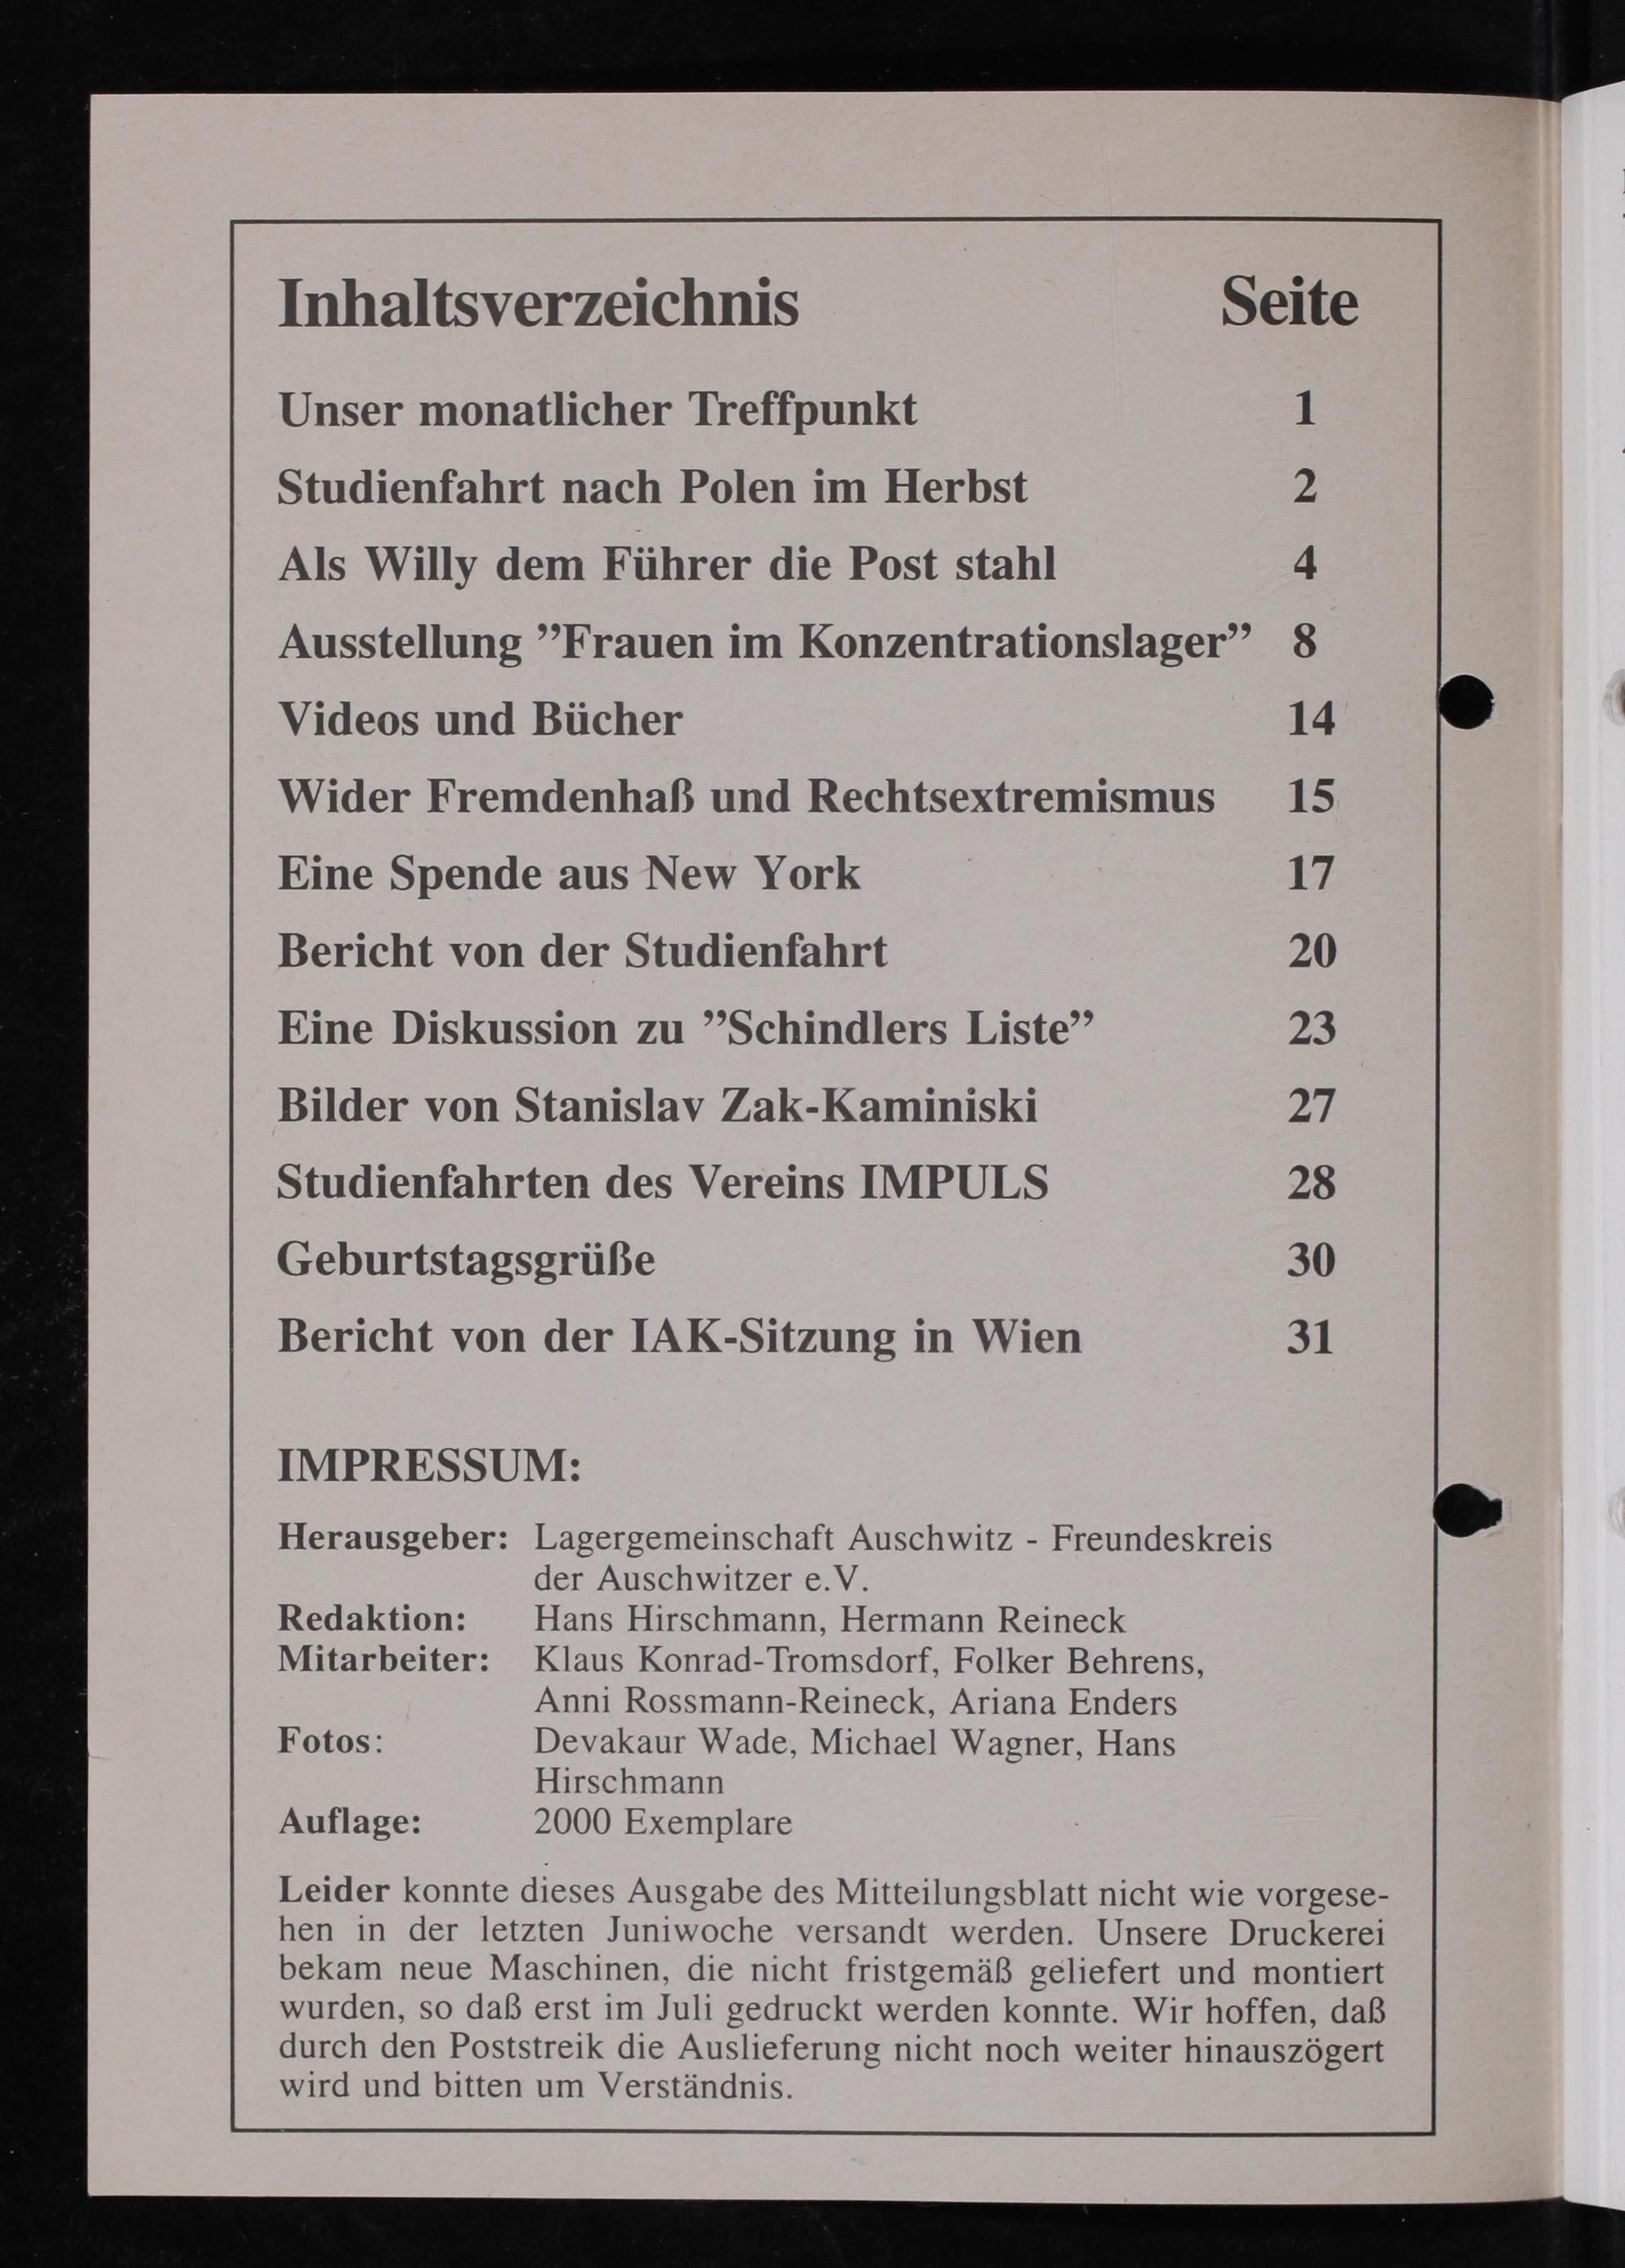 Inhaltsverzeichnis Seite
Unser monatlicher Treffpunkt 1
Studienfahrt nach Polen im Herbst 2
Als Willy dem Führer die Post stahl 4
Ausstellung ”Frauen im Konzentrationslager” 8
Videos und Bücher 14
Wider Fremdenhaß und Rechtsextremismus 15
Eine Spende aus New York 17
Bericht von der Studienfahrt 20
Eine Diskussion zu ”Schindlers Liste” 23
Bilder von Stanislav Zak-Kaminiski 27
Studienfahrten des Vereins IMPULS 28
Geburtstagsgrüße 30
Bericht von der IAK-Sitzung in Wien 31
IMPRESSUM:
Herausgeber: Lagergemeinschaft Auschwitz - Freundeskreis
der Auschwitzer e.V.
Redaktion: Hans Hirschmann, Hermann Reineck
Mitarbeiter: Klaus Konrad-Tromsdorf, Folker Behrens,
Anni Rossmann-Reineck, Ariana Enders
Fotos: Devakaur Wade, Michael Wagner, Hans
Hirschmann
Auflage: 2000 Exemplare
Leider konnte dieses Ausgabe des Mitteilungsblatt nicht wie vorgese-
hen in der letzten Juniwoche versandt werden. Unsere Druckerei
bekam neue Maschinen, die nicht fristgemäß geliefert und montiert
wurden, so daß erst im Juli gedruckt werden konnte. Wir hoffen, daß
durch den Poststreik die Auslieferung nicht noch weiter hinauszögert
wird und bitten um Verständnis.